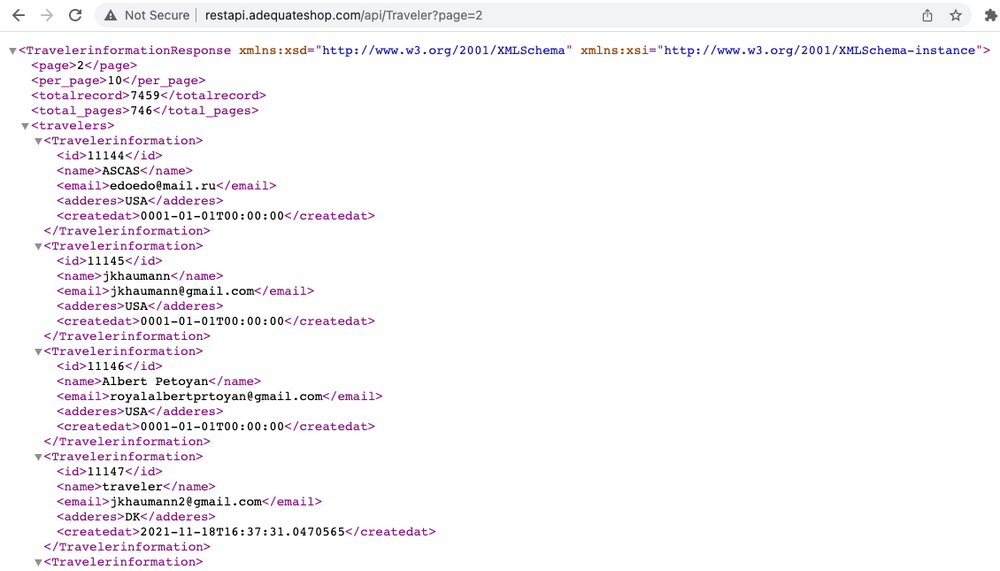 Not Secure | restapi.adequateshop.com/api/Traveler?page=2
▼<TravelerinformationResponse xmlns:xsd="http://www.w3.org/2001/XMLSchema" xmlns:xsi="http://www.w3.org/2001/XMLSchema-instance">
<page>2</page>
<per_page>10</per_page>
<totalrecord>7459</totalrecord>
<total_pages>746</total_pages>
▼<travelers>
▼<Travelerinformation>
<id>11144</id>
<name>ASCAS</name>
<email>edoedo@mail.ru</email>
<adderes>USA</adderes>
<createdat>0001-01-01T00:00:00</createdat>
</Travelerinformation>
▼<Travelerinformation>
<id>11145</id>
<name>jkhaumann</name>
<email>jkhaumann@gmail.com</email>
<adderes>USA</adderes>
<createdat>0001-01-01T00:00:00</createdat>
</Travelerinformation>
▼<Travelerinformation>
<id>11146</id>
<name>Albert Petoyan</name>
<email>royalalbertprtoyan@gmail.com</email>
<adderes>USA</adderes>
<createdat>0001-01-01T00:00:00</createdat>
</Travelerinformation>
▼<Travelerinformation>
<id>11147</id>
<name>traveler</name>
<email>jkhaumann2@gmail.com</email>
<adderes>DK</adderes>
<createdat>2021-11-18T16:37:31.0470565</createdat>
</Travelerinformation>
▼<Travelerinformation>